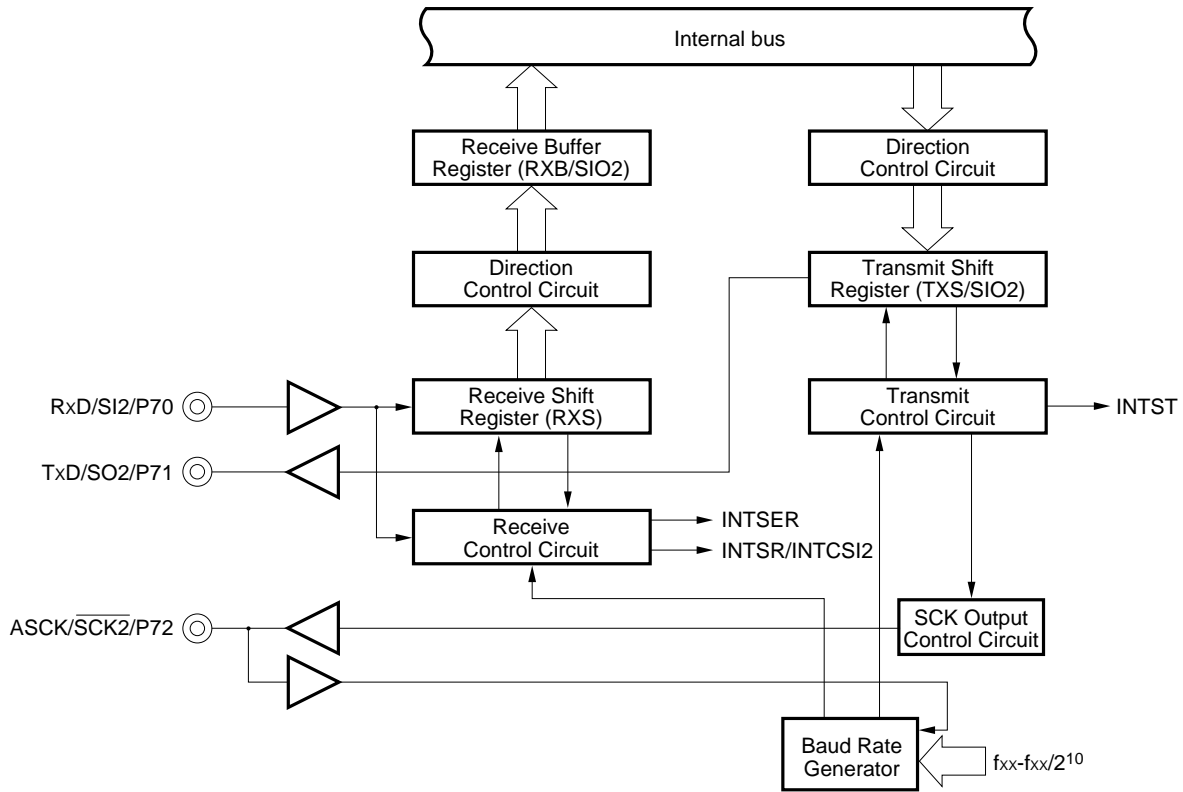 Internal bus
Receive Buffer
Register (RXB/SIO2)
Direction
Control Circuit
Direction
Control Circuit
Transmit Shift
Register (TXS/SIO2)
RxD/SI2/P70
Receive Shift
Register (RXS)
Transmit
Control Circuit
INTST
TxD/SO2/P71
Receive
Control Circuit
INTSER
INTSR/INTCSI2
ASCK/S̅C̅K̅2̅/P72
SCK Output
Control Circuit
Baud Rate
Generator
fxx-fxx/2¹⁰